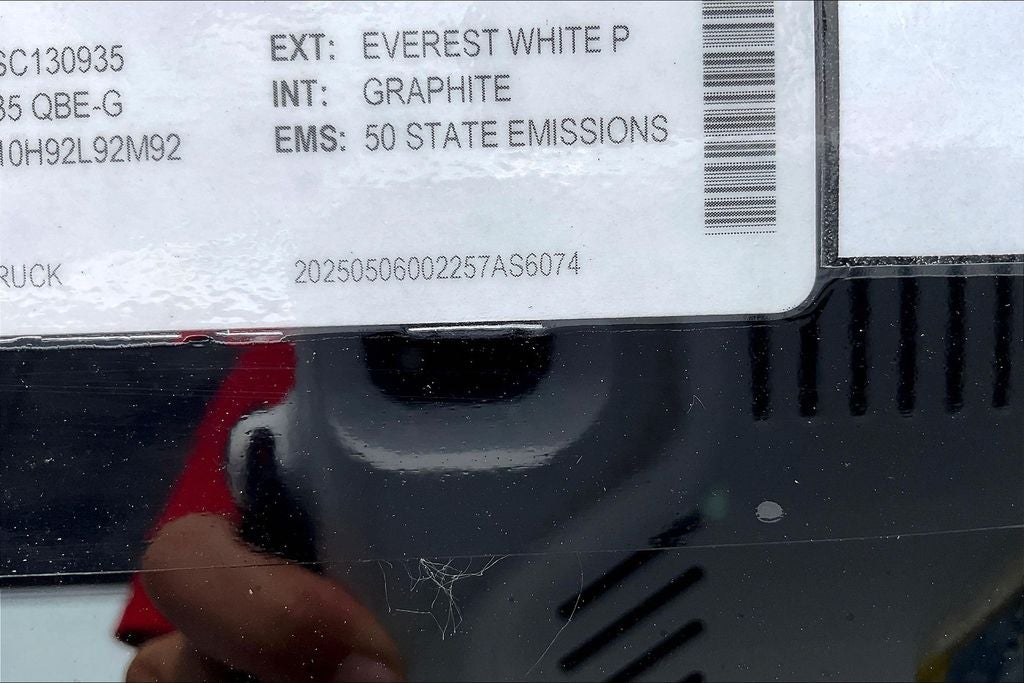 SC130935
35 QBE-G
10H92L92M92
EXT: EVEREST WHITE P
INT: GRAPHITE
EMS: 50 STATE EMISSIONS
RUCK
20250506002257AS6074